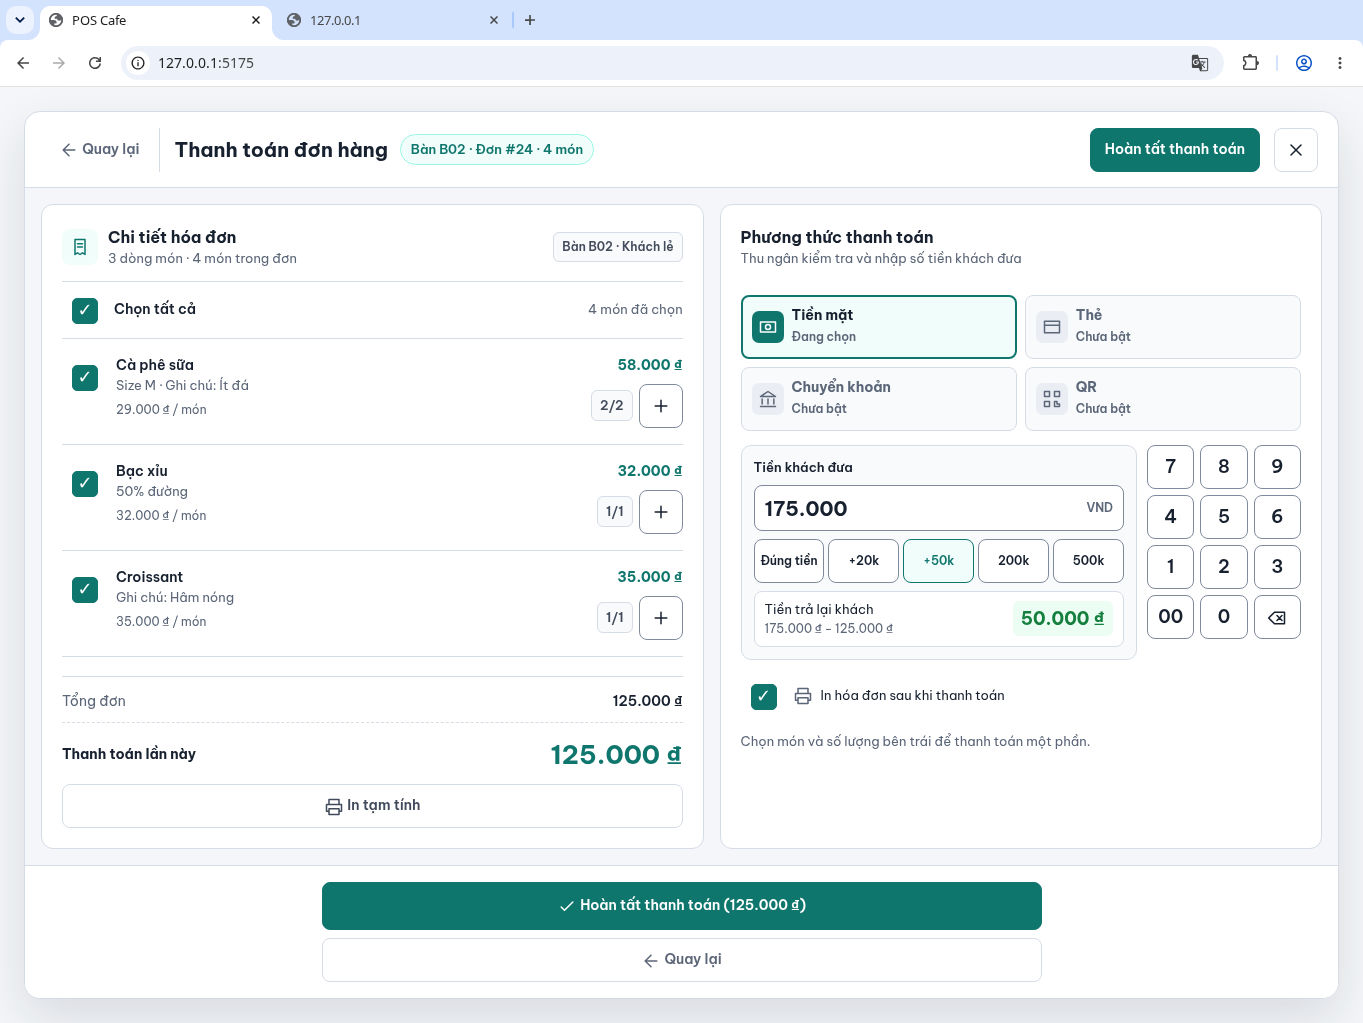 POS Cafe
127.0.0.1
127.0.0.1:5175
Quay lại
Thanh toán đơn hàng
Bàn B02 · Đơn #24 · 4 món
Hoàn tất thanh toán
Chi tiết hóa đơn
3 dòng món · 4 món trong đơn
Bàn B02 · Khách lẻ
Chọn tất cả
4 món đã chọn
Cà phê sữa
58.000 ₫
Size M · Ghi chú: Ít đá
29.000 ₫ / món
2/2
Bạc xỉu
32.000 ₫
50% đường
32.000 ₫ / món
1/1
Croissant
35.000 ₫
Ghi chú: Hâm nóng
35.000 ₫ / món
1/1
Tổng đơn
125.000 ₫
Thanh toán lần này
125.000 ₫
In tạm tính
Phương thức thanh toán
Thu ngân kiểm tra và nhập số tiền khách đưa
Tiền mặt
Đang chọn
Thẻ
Chưa bật
Chuyển khoản
Chưa bật
QR
Chưa bật
Tiền khách đưa
175.000
VND
Đúng tiền
+20k
+50k
200k
500k
Tiền trả lại khách
175.000 ₫ − 125.000 ₫
50.000 ₫
7 8 9
4 5 6
1 2 3
00 0
In hóa đơn sau khi thanh toán
Chọn món và số lượng bên trái để thanh toán một phần.
Hoàn tất thanh toán (125.000 ₫)
Quay lại